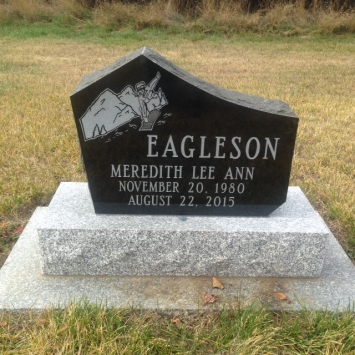 EAGLESON
MEREDITH LEE ANN
NOVEMBER 20, 1980
AUGUST 22, 2015